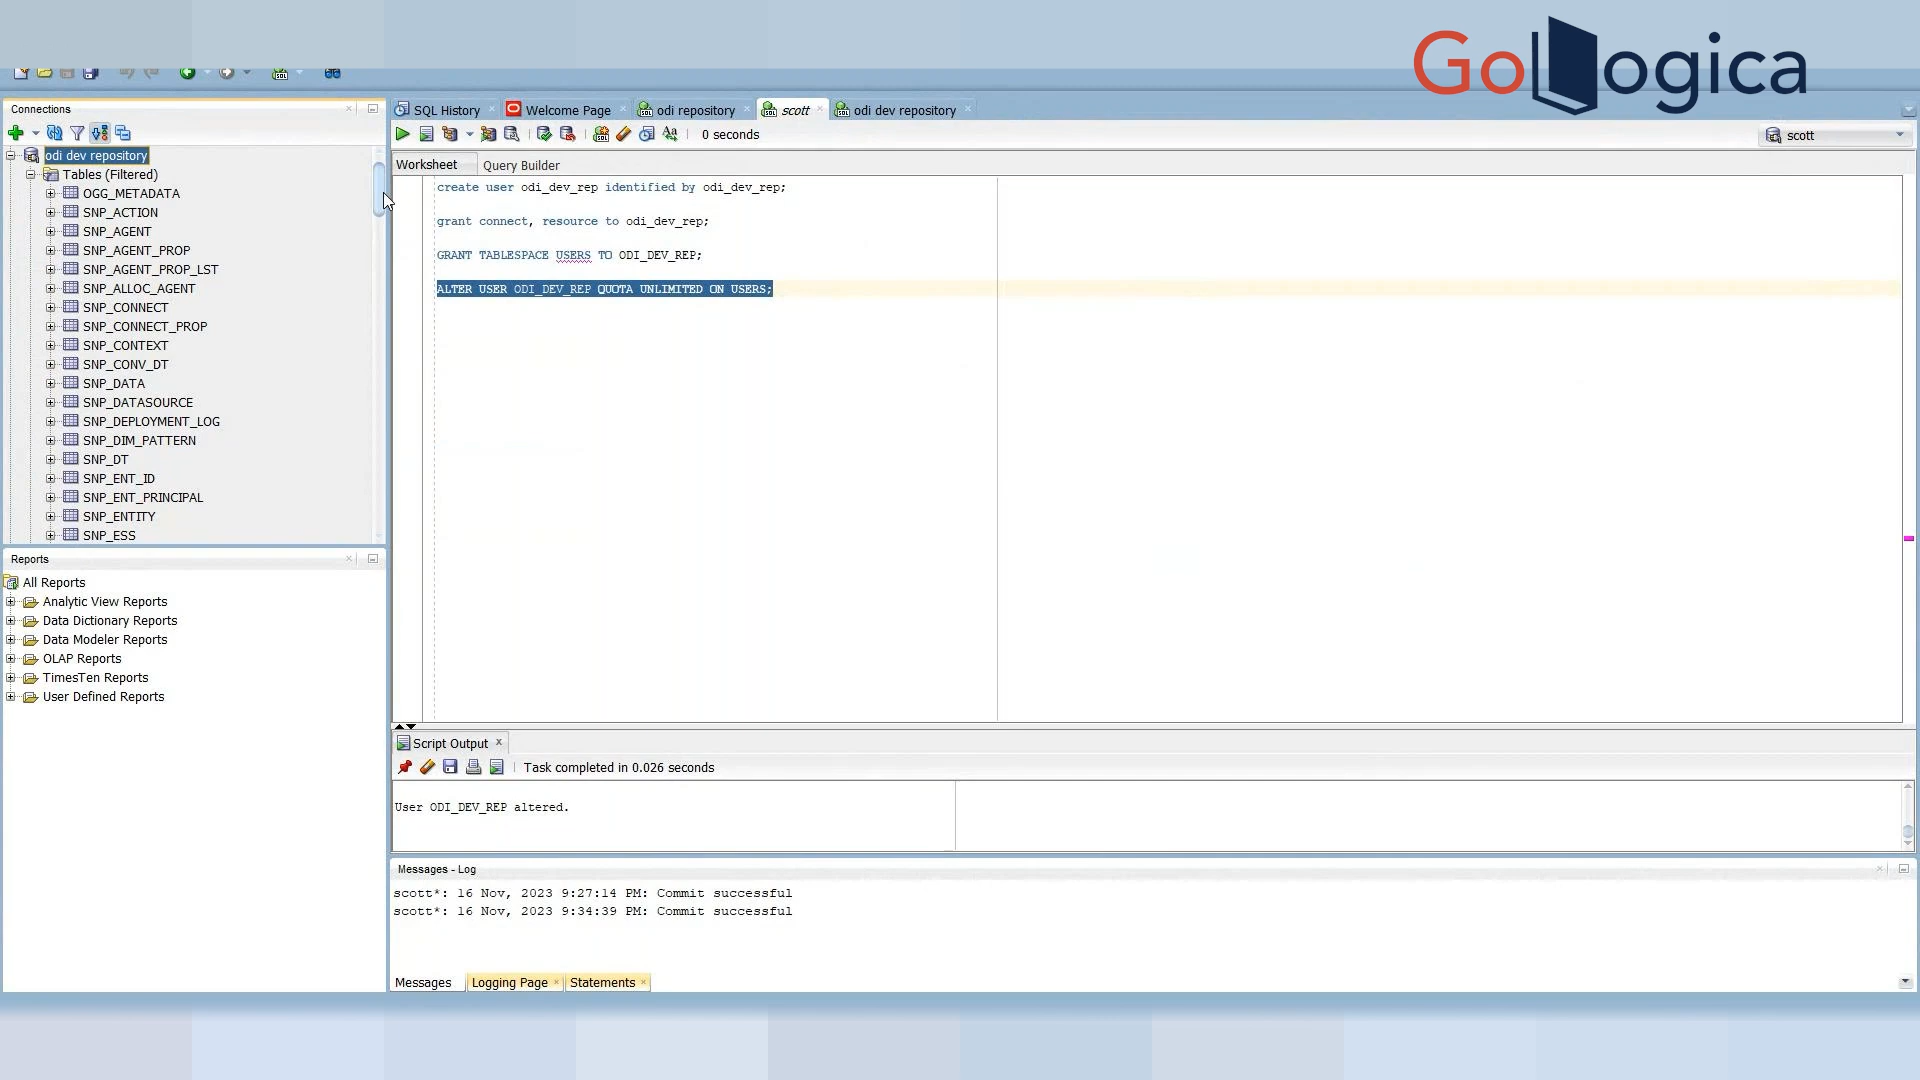 GoLogica
Connections
SQL History
Welcome Page
odi repository
scott
odi dev repository
0 seconds
scott
odi dev repository
Tables (Filtered)
OGG_METADATA
SNP_ACTION
SNP_AGENT
SNP_AGENT_PROP
SNP_AGENT_PROP_LST
SNP_ALLOC_AGENT
SNP_CONNECT
SNP_CONNECT_PROP
SNP_CONTEXT
SNP_CONV_DT
SNP_DATA
SNP_DATASOURCE
SNP_DEPLOYMENT_LOG
SNP_DIM_PATTERN
SNP_DT
SNP_ENT_ID
SNP_ENT_PRINCIPAL
SNP_ENTITY
SNP_ESS
Reports
All Reports
Analytic View Reports
Data Dictionary Reports
Data Modeler Reports
OLAP Reports
TimesTen Reports
User Defined Reports
Worksheet
Query Builder
create user odi_dev_rep identified by odi_dev_rep;
grant connect, resource to odi_dev_rep;
GRANT TABLESPACE USERS TO ODI_DEV_REP;
ALTER USER ODI_DEV_REP QUOTA UNLIMITED ON USERS;
Script Output
Task completed in 0.026 seconds
User ODI_DEV_REP altered.
Messages - Log
scott*: 16 Nov, 2023 9:27:14 PM: Commit successful
scott*: 16 Nov, 2023 9:34:39 PM: Commit successful
Messages
Logging Page
Statements